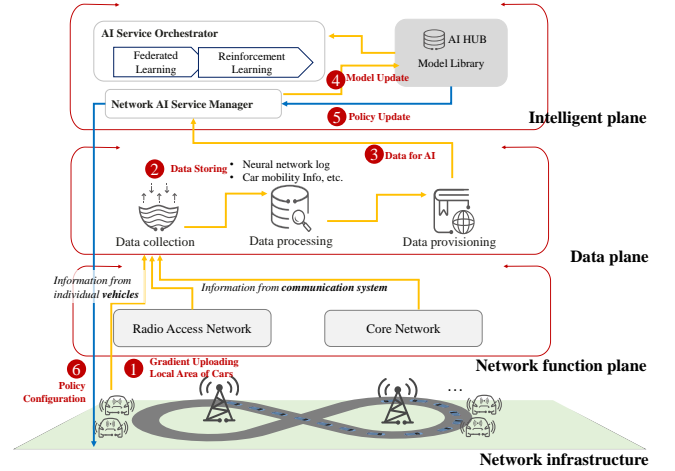 AI Service Orchestrator
Federated
Learning
Reinforcement
Learning
AI HUB
Model Library
4 Model Update
Network AI Service Manager
5 Policy Update
Intelligent plane
2 Data Storing
• Neural network log
• Car mobility Info, etc.
3 Data for AI
Data collection
Data processing
Data provisioning
Data plane
Information from
individual vehicles
Information from communication system
Radio Access Network
Core Network
Network function plane
1 Gradient Uploading
Local Area of Cars
6
Policy
Configuration
...
Network infrastructure